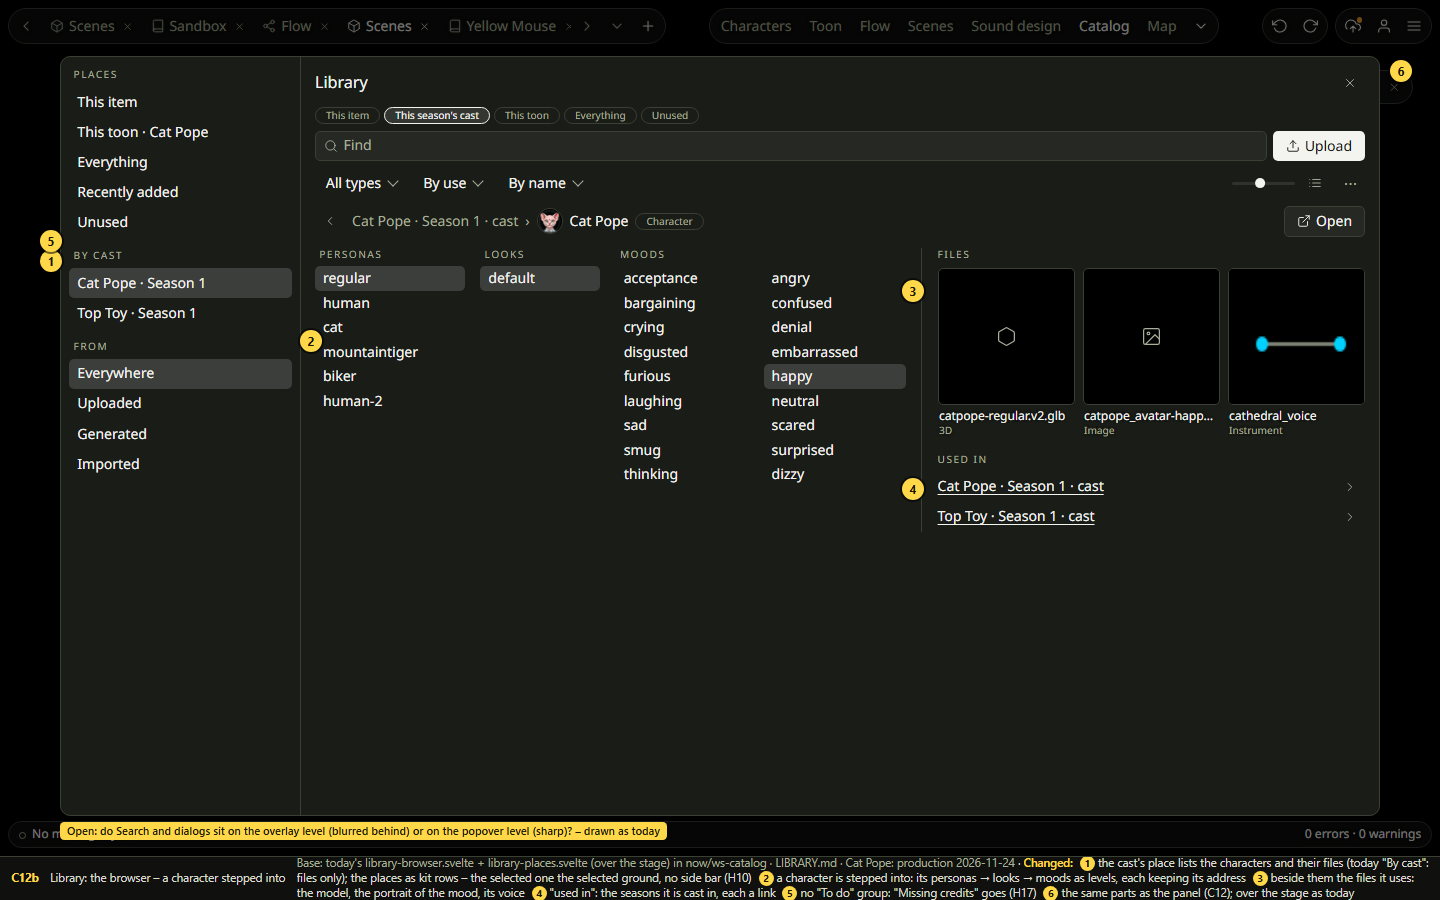 Scenes × Sandbox × Flow × Scenes × Yellow Mouse ×
Characters Toon Flow Scenes Sound design Catalog Map
6
PLACES
This item
This toon · Cat Pope
Everything
Recently added
Unused
5
1
BY CAST
Cat Pope · Season 1
Top Toy · Season 1
FROM
Everywhere
Uploaded
Generated
Imported
Library
This item This season's cast This toon Everything Unused
Find
Upload
All types By use By name
Cat Pope · Season 1 · cast › Cat Pope Character
Open
PERSONAS
regular
human
cat
2
mountaintiger
biker
human-2
LOOKS
default
MOODS
acceptance angry
bargaining confused
crying denial
disgusted embarrassed
furious happy
laughing neutral
sad scared
smug surprised
thinking dizzy
FILES
3
catpope-regular.v2.glb
3D
catpope_avatar-happ...
Image
cathedral_voice
Instrument
USED IN
4
Cat Pope · Season 1 · cast
Top Toy · Season 1 · cast
No
Open: do Search and dialogs sit on the overlay level (blurred behind) or on the popover level (sharp)? – drawn as today
0 errors · 0 warnings
C12b Library: the browser – a character stepped into
Base: today's library-browser.svelte + library-places.svelte (over the stage) in now/ws-catalog · LIBRARY.md · Cat Pope: production 2026-11-24 · Changed: 1 the cast's place lists the characters and their files (today "By cast":
files only); the places as kit rows – the selected one the selected ground, no side bar (H10) 2 a character is stepped into: its personas → looks → moods as levels, each keeping its address 3 beside them the files it uses:
the model, the portrait of the mood, its voice 4 "used in": the seasons it is cast in, each a link 5 no "To do" group: "Missing credits" goes (H17) 6 the same parts as the panel (C12); over the stage as today